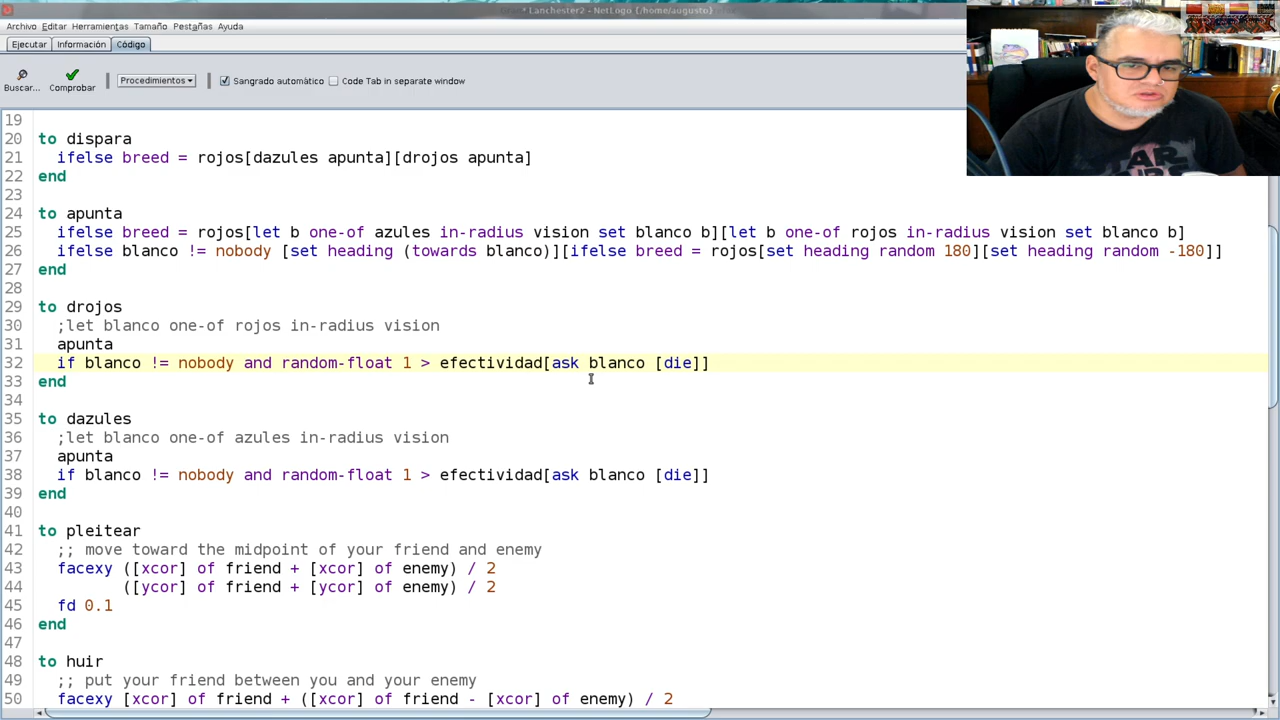 * Lanchester2 - NetLogo {/home/augusto}
Archivo Editar Herramientas Tamaño Pestañas Ayuda
Ejecutar Información Código
Buscar... Comprobar Procedimientos Sangrado automático Code Tab in separate window
19
20 to dispara
21 ifelse breed = rojos[dazules apunta][drojos apunta]
22 end
23
24 to apunta
25 ifelse breed = rojos[let b one-of azules in-radius vision set blanco b][let b one-of rojos in-radius vision set blanco b]
26 ifelse blanco != nobody [set heading (towards blanco)][ifelse breed = rojos[set heading random 180][set heading random -180]]
27 end
28
29 to drojos
30 ;let blanco one-of rojos in-radius vision
31 apunta
32 if blanco != nobody and random-float 1 > efectividad[ask blanco [die]]
33 end
34
35 to dazules
36 ;let blanco one-of azules in-radius vision
37 apunta
38 if blanco != nobody and random-float 1 > efectividad[ask blanco [die]]
39 end
40
41 to pleitear
42 ;; move toward the midpoint of your friend and enemy
43 facexy ([xcor] of friend + [xcor] of enemy) / 2
44 ([ycor] of friend + [ycor] of enemy) / 2
45 fd 0.1
46 end
47
48 to huir
49 ;; put your friend between you and your enemy
50 facexy [xcor] of friend + ([xcor] of friend - [xcor] of enemy) / 2
STAR